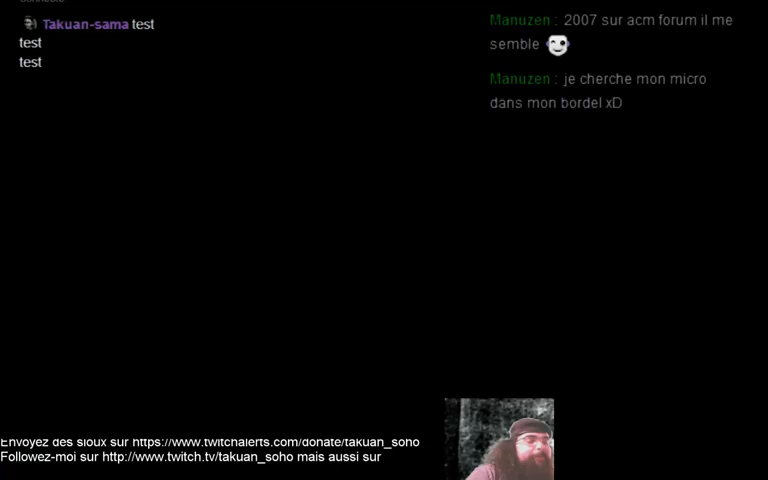 Takuan-sama test
test
test
Manuzen : 2007 sur acm forum il me
semble
Manuzen : je cherche mon micro
dans mon bordel xD
Envoyez des sioux sur https://www.twitchalerts.com/donate/takuan_soho
Followez-moi sur http://www.twitch.tv/takuan_soho mais aussi sur